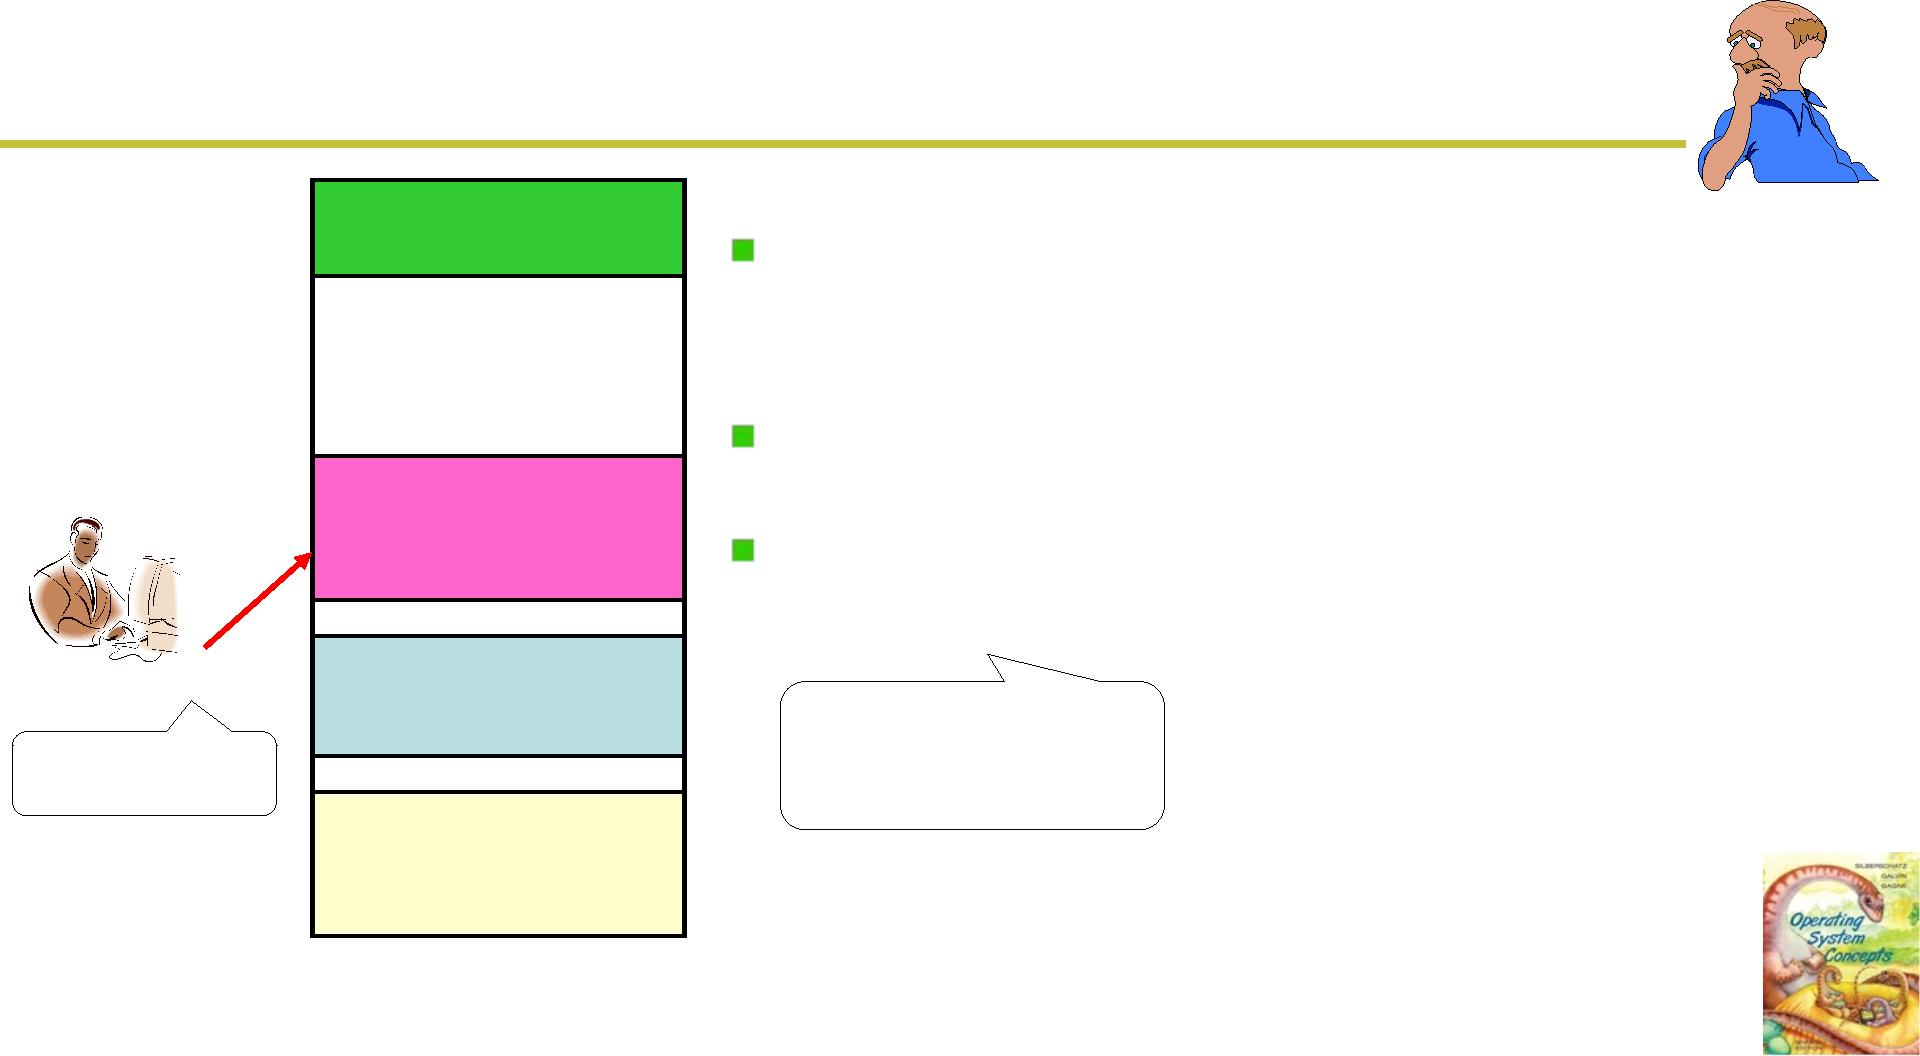 SILBERSCHATZ
GALVIN
GAGNE
Operating
System
Concepts